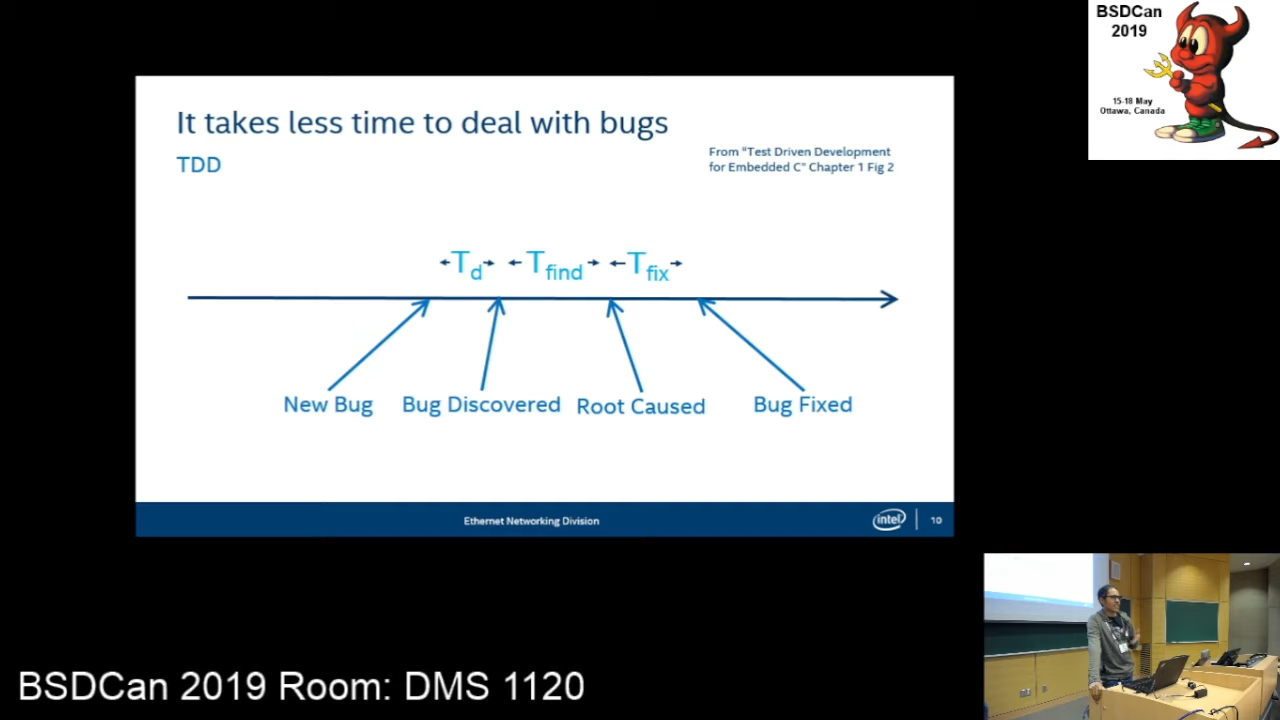 BSDCan
2019
15-18 May
Ottawa, Canada
It takes less time to deal with bugs
TDD
From "Test Driven Development
for Embedded C" Chapter 1 Fig 2
Td Tfind Tfix
New Bug Bug Discovered Root Caused Bug Fixed
Ethernet Networking Division
intel
10
BSDCan 2019 Room: DMS 1120